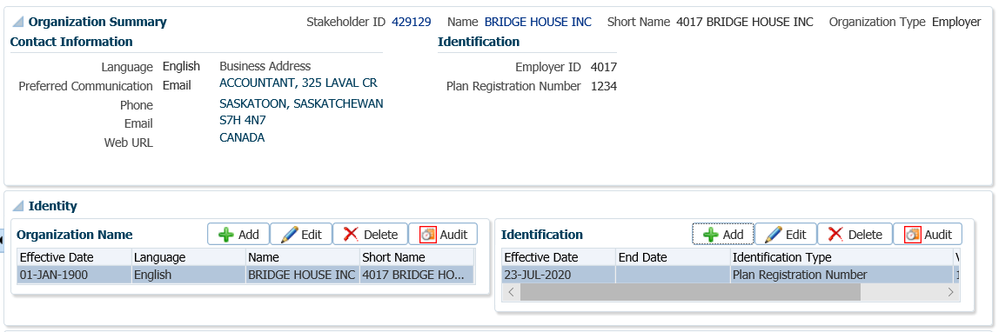 Organization Summary Stakeholder ID 429129 Name BRIDGE HOUSE INC Short Name 4017 BRIDGE HOUSE INC Organization Type Employer
Contact Information Identification
Language English Business Address Employer ID 4017
Preferred Communication Email ACCOUNTANT, 325 LAVAL CR Plan Registration Number 1234
Phone SASKATOON, SASKATCHEWAN
Email S7H 4N7
Web URL CANADA
Identity
Organization Name Add Edit Delete Audit Identification Add Edit Delete Audit
Effective Date Language Name Short Name Effective Date End Date Identification Type
01-JAN-1900 English BRIDGE HOUSE INC 4017 BRIDGE HO... 23-JUL-2020 Plan Registration Number